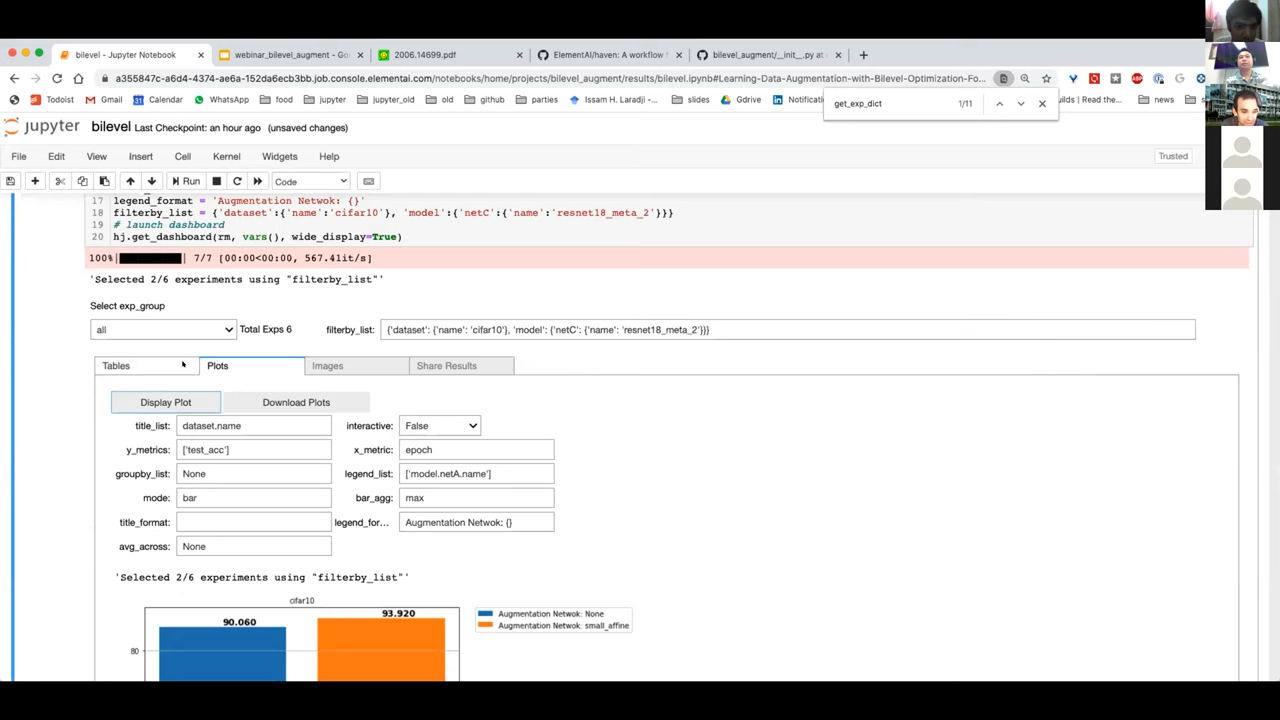 bilevel - Jupyter Notebook
webinar_bilevel_augment - Go
2006.14699.pdf
ElementAI/haven: A workflow f
bilevel_augment/__init__.py at
a355847c-a6d4-4374-ae6a-152da6ecb3bb.job.console.elementai.com/notebooks/home/projects/bilevel_augment/results/bilevel.ipynb#Learning-Data-Augmentation-with-Bilevel-Optimization-Fo...
Todoist
Gmail
Calendar
WhatsApp
food
jupyter
jupyter_old
github
parties
Issam H. Laradji -...
slides
Gdrive
Notificati
uilds | Read the...
news
get_exp_dict
1/11
jupyter bilevel Last Checkpoint: an hour ago (unsaved changes)
File Edit View Insert Cell Kernel Widgets Help
Trusted
Run
Code
17 legend_format = 'Augmentation Netwok: {}'
18 filterby_list = {'dataset':{'name':'cifar10'}, 'model':{'netC':{'name':'resnet18_meta_2'}}}
19 # launch dashboard
20 hj.get_dashboard(rm, vars(), wide_display=True)
100%| | 7/7 [00:00<00:00, 567.41it/s]
'Selected 2/6 experiments using "filterby_list"'
Select exp_group
all
Total Exps 6
filterby_list: {'dataset': {'name': 'cifar10'}, 'model': {'netC': {'name': 'resnet18_meta_2'}}}
Tables Plots Images Share Results
Display Plot Download Plots
title_list: dataset.name interactive: False
y_metrics: ['test_acc'] x_metric: epoch
groupby_list: None legend_list: ['model.netA.name']
mode: bar bar_agg: max
title_format: legend_for... Augmentation Netwok: {}
avg_across: None
'Selected 2/6 experiments using "filterby_list"'
cifar10
90.060 93.920
Augmentation Netwok: None
Augmentation Netwok: small_affine
80